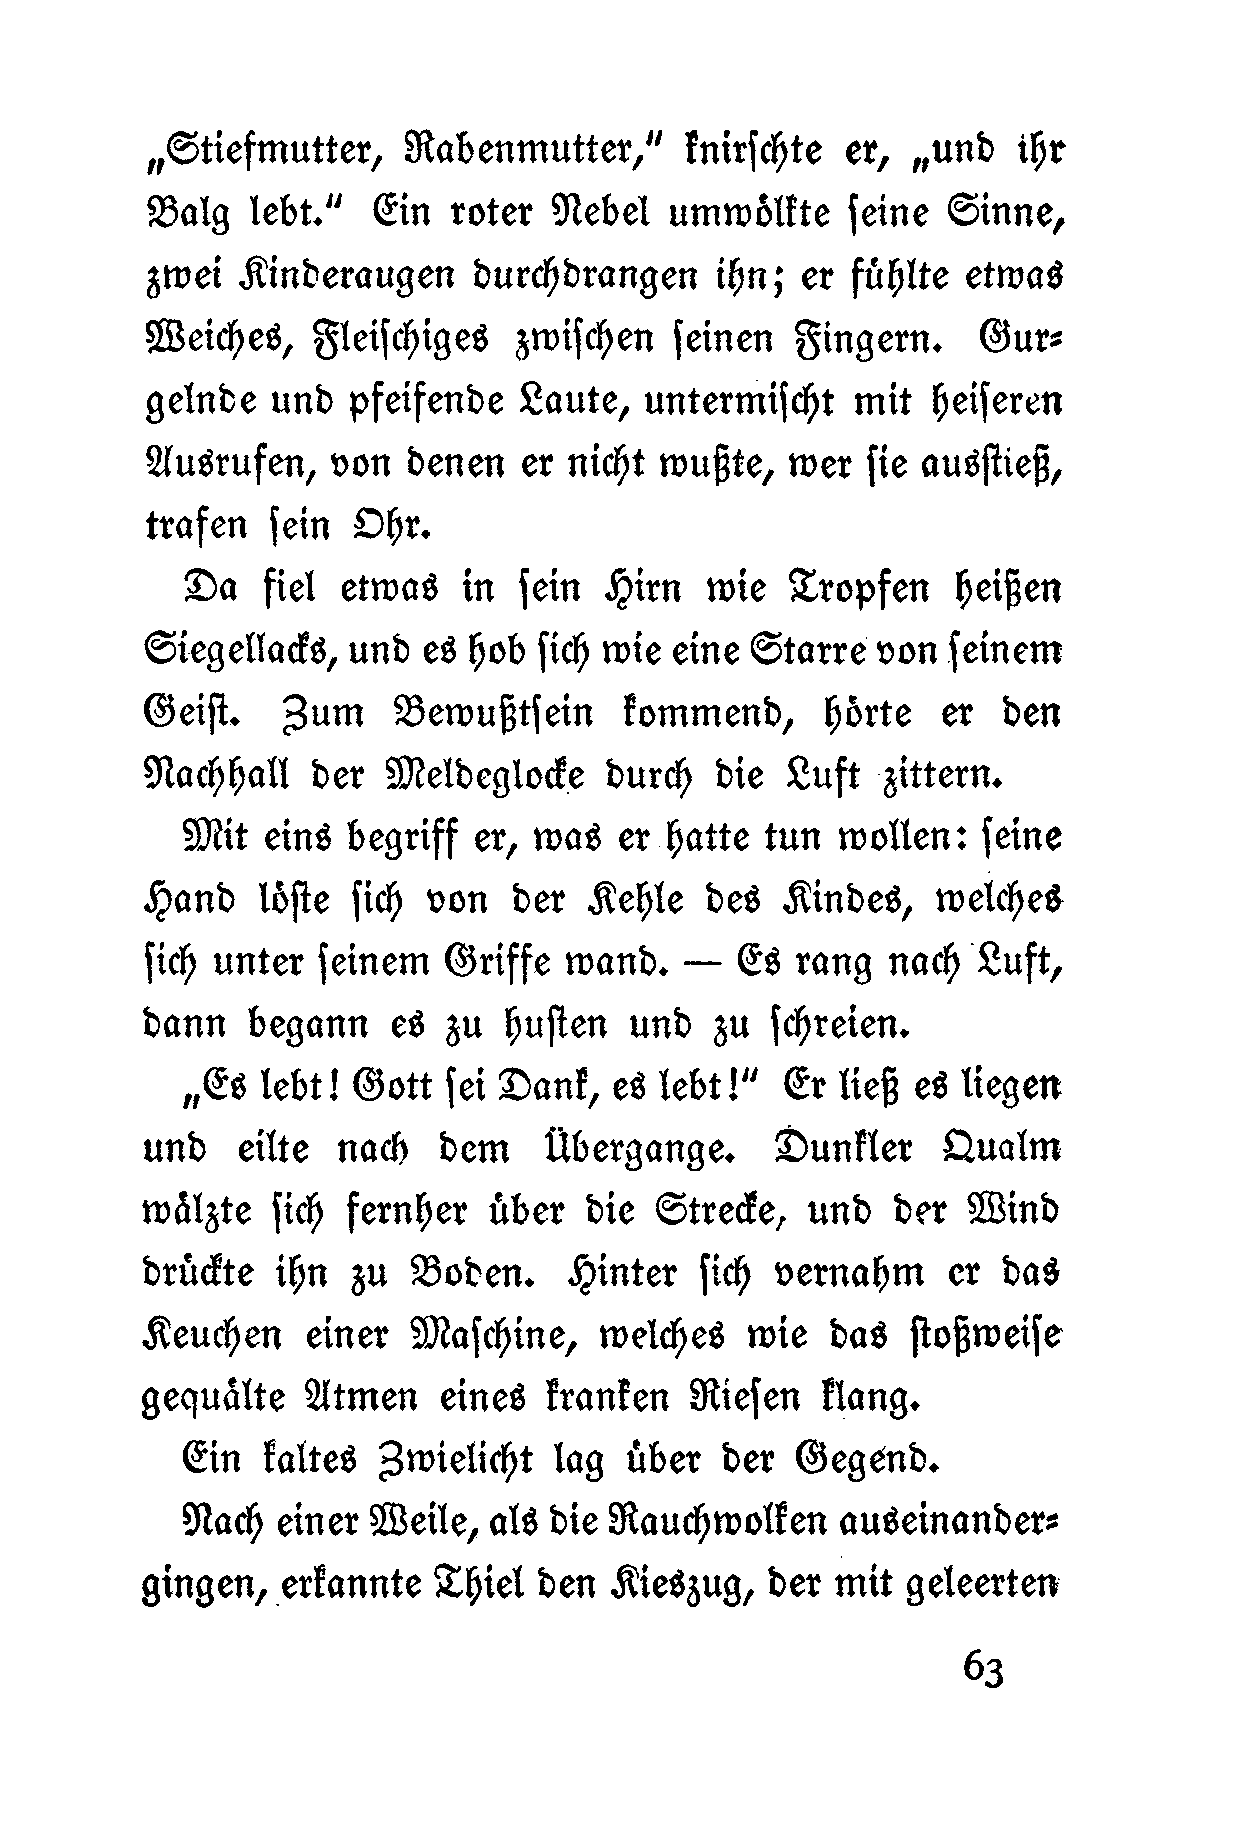 „Stiefmutter, Rabenmutter,“ knirſchte er, „und ihr
Balg lebt.“ Ein roter Nebel umwölkte ſeine Sinne,
zwei Kinderaugen durchdrangen ihn; er fühlte etwas
Weiches, Fleiſchiges zwiſchen ſeinen Fingern. Gur⸗
gelnde und pfeifende Laute, untermiſcht mit heiſeren
Ausrufen, von denen er nicht wußte, wer ſie ausſtieß,
trafen ſein Ohr.
Da fiel etwas in ſein Hirn wie Tropfen heißen
Siegellacks, und es hob ſich wie eine Starre von ſeinem
Geiſt. Zum Bewußtſein kommend, hörte er den
Nachhall der Meldeglocke durch die Luft zittern.
Mit eins begriff er, was er hatte tun wollen: ſeine
Hand löſte ſich von der Kehle des Kindes, welches
ſich unter ſeinem Griffe wand. — Es rang nach Luft,
dann begann es zu huſten und zu ſchreien.
„Es lebt! Gott ſei Dank, es lebt!“ Er ließ es liegen
und eilte nach dem Übergange. Dunkler Qualm
wälzte ſich fernher über die Strecke, und der Wind
drückte ihn zu Boden. Hinter ſich vernahm er das
Keuchen einer Maſchine, welches wie das ſtoßweiſe
gequälte Atmen eines kranken Rieſen klang.
Ein kaltes Zwielicht lag über der Gegend.
Nach einer Weile, als die Rauchwolken auseinander⸗
gingen, erkannte Thiel den Kieszug, der mit geleerten
63